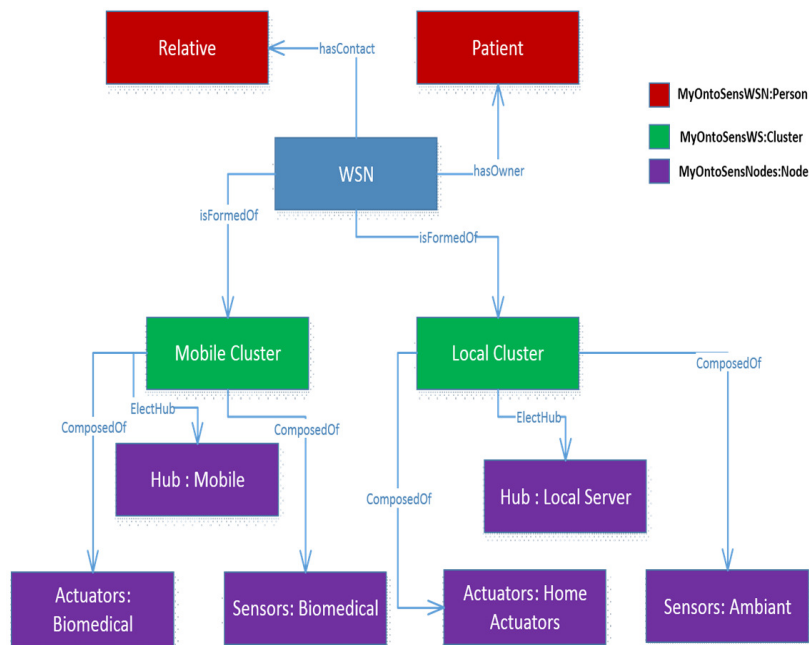 Relative
hasContact
Patient
MyOntoSensWSN:Person
MyOntoSensWS:Cluster
MyOntoSensNodes:Node
WSN
hasOwner
isFormedOf
isFormedOf
Mobile Cluster
Local Cluster
ComposedOf
ElectHub
ElectHub
ComposedOf
ComposedOf
Hub : Mobile
Hub : Local Server
ComposedOf
Actuators:
Biomedical
Sensors: Biomedical
Actuators: Home
Actuators
Sensors: Ambiant